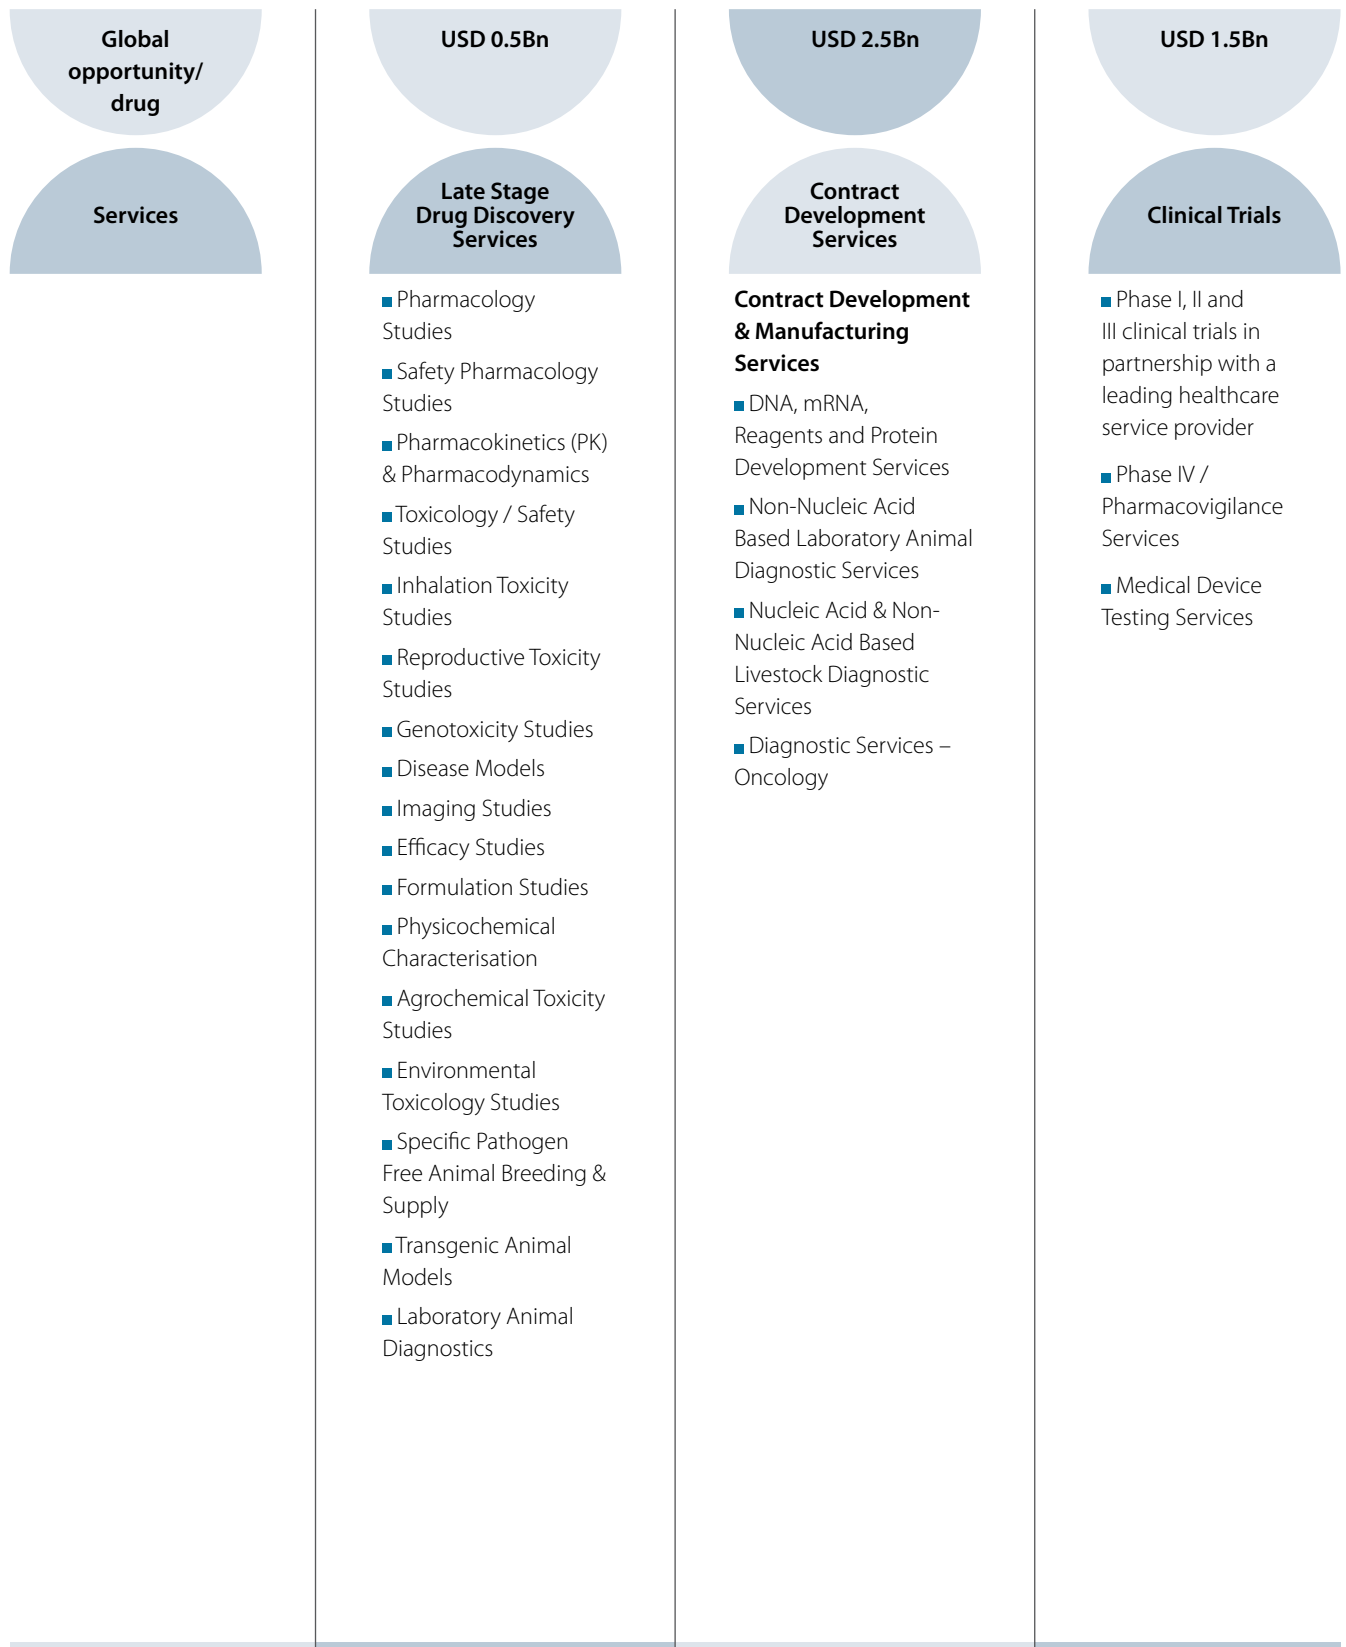 Global
opportunity/
drug
USD 0.5Bn
USD 2.5Bn
USD 1.5Bn
Services
Late Stage
Drug Discovery
Services
Contract
Development
Services
Clinical Trials
■ Pharmacology
Studies
■ Safety Pharmacology
Studies
■ Pharmacokinetics (PK)
& Pharmacodynamics
■ Toxicology / Safety
Studies
■ Inhalation Toxicity
Studies
■ Reproductive Toxicity
Studies
■ Genotoxicity Studies
■ Disease Models
■ Imaging Studies
■ Efficacy Studies
■ Formulation Studies
■ Physicochemical
Characterisation
■ Agrochemical Toxicity
Studies
■ Environmental
Toxicology Studies
■ Specific Pathogen
Free Animal Breeding &
Supply
■ Transgenic Animal
Models
■ Laboratory Animal
Diagnostics
Contract Development
& Manufacturing
Services
■ DNA, mRNA,
Reagents and Protein
Development Services
■ Non-Nucleic Acid
Based Laboratory Animal
Diagnostic Services
■ Nucleic Acid & Non-
Nucleic Acid Based
Livestock Diagnostic
Services
■ Diagnostic Services –
Oncology
■ Phase I, II and
III clinical trials in
partnership with a
leading healthcare
service provider
■ Phase IV /
Pharmacovigilance
Services
■ Medical Device
Testing Services